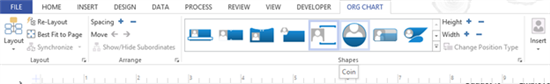 FILE HOME INSERT DESIGN DATA PROCESS REVIEW VIEW DEVELOPER ORG CHART
Layout
Re-Layout
Best Fit to Page
Synchronize
Layout
Spacing
Move
Show/Hide Subordinates
Arrange
Shapes
Height
Width
Change Position Type
Insert
Coin